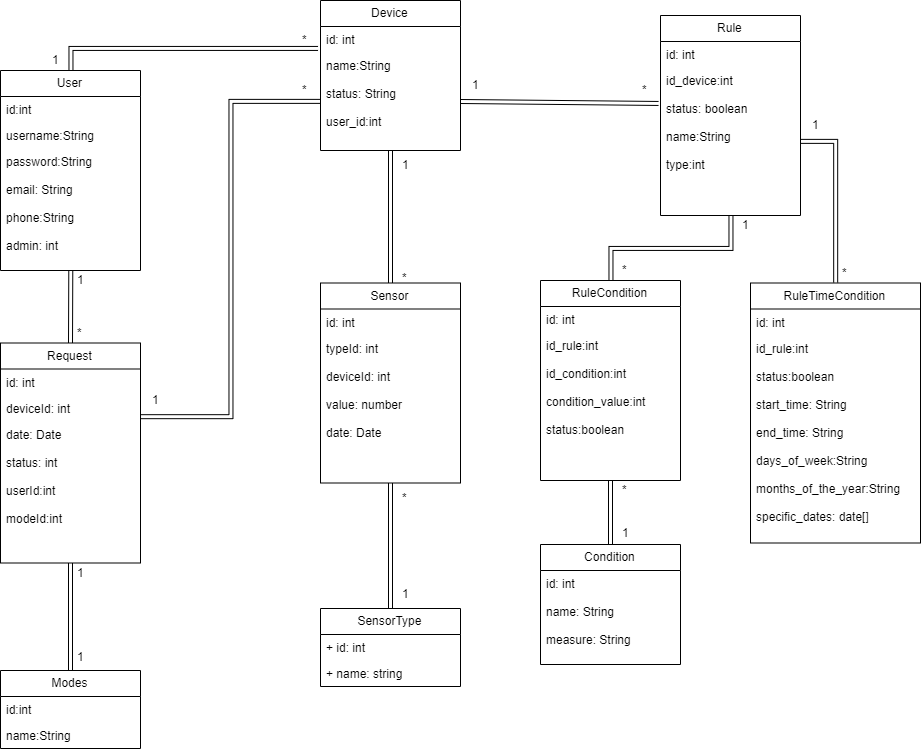 Device
id: int
name:String
status: String
user_id:int
Rule
id: int
id_device:int
status: boolean
name:String
type:int
User
id:int
username:String
password:String
email: String
phone:String
admin: int
1
*
*
1
*
1
1
*
1
*
1
*
1
*
Request
id: int
deviceId: int
date: Date
status: int
userId:int
modeId:int
Sensor
id: int
typeId: int
deviceId: int
value: number
date: Date
RuleCondition
id: int
id_rule:int
id_condition:int
condition_value:int
status:boolean
RuleTimeCondition
id: int
id_rule:int
status:boolean
start_time: String
end_time: String
days_of_week:String
months_of_the_year:String
specific_dates: date[]
1
1
*
1
*
1
Modes
id:int
name:String
SensorType
+ id: int
+ name: string
Condition
id: int
name: String
measure: String